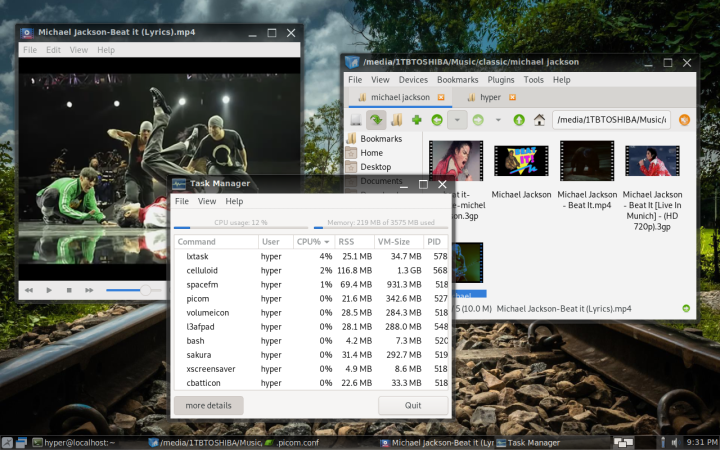 Michael Jackson-Beat it (Lyrics).mp4
File Edit View Help
/media/1TBTOSHIBA/Music/classic/michael jackson
File View Devices Bookmarks Plugins Tools Help
michael jackson
hyper
/media/1TBTOSHIBA/Music/
Bookmarks
Home
Desktop
Documents
BEAT IT!
Michael Jackson
Michael Jackson - Beat It.mp4
Michael Jackson - Beat It [Live In Munich] - (HD 720p).3gp
(10.0 M) Michael Jackson-Beat it (Lyrics).mp4
Task Manager
File View Help
CPU usage: 12 %
Memory: 219 MB of 3575 MB used
Command User CPU% RSS VM-Size PID
lxtask hyper 4% 25.1 MB 34.7 MB 578
celluloid hyper 2% 116.8 MB 1.3 GB 568
spacefm hyper 1% 69.4 MB 931.3 MB 518
picom hyper 0% 21.6 MB 342.6 MB 527
volumeicon hyper 0% 28.5 MB 284.3 MB 518
l3afpad hyper 0% 28.1 MB 288.0 MB 548
bash hyper 0% 4.2 MB 7.3 MB 520
sakura hyper 0% 31.4 MB 292.7 MB 519
xscreensaver hyper 0% 4.9 MB 8.6 MB 518
cbatticon hyper 0% 22.6 MB 33.3 MB 518
more details
Quit
hyper@localhost: ~
/media/1TBTOSHIBA/Music/
.picom.conf
Michael Jackson-Beat it (Lyr
Task Manager
9:31 PM